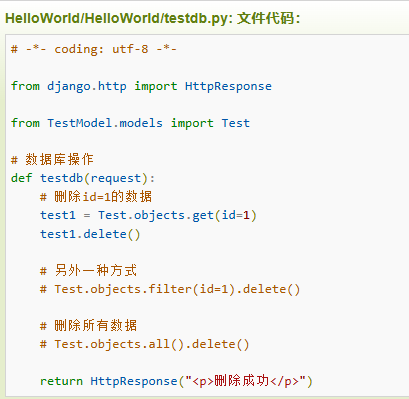 HelloWorld/HelloWorld/testdb.py: 文件代码：
# -*- coding: utf-8 -*-
from django.http import HttpResponse
from TestModel.models import Test
# 数据库操作
def testdb(request):
    # 删除id=1的数据
    test1 = Test.objects.get(id=1)
    test1.delete()
    # 另外一种方式
    # Test.objects.filter(id=1).delete()
    # 删除所有数据
    # Test.objects.all().delete()
    return HttpResponse("<p>删除成功</p>")